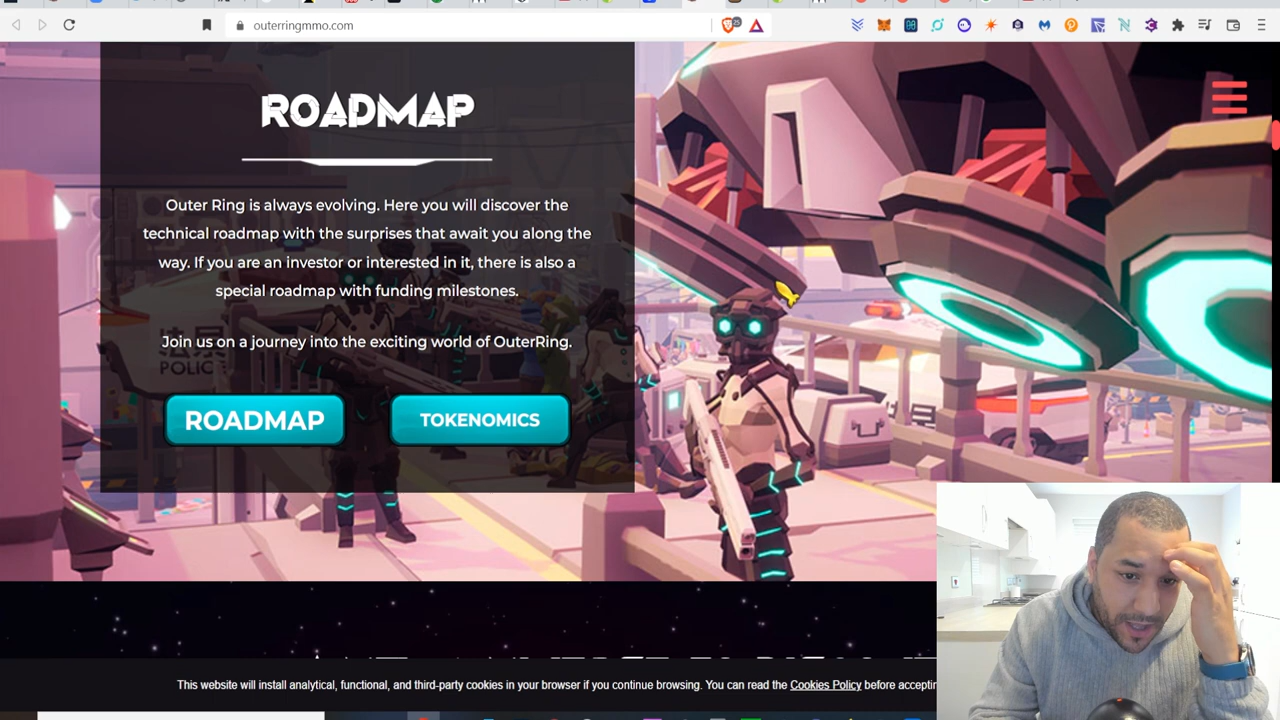 outerringmmo.com
ROADMAP
Outer Ring is always evolving. Here you will discover the
technical roadmap with the surprises that await you along the
way. If you are an investor or interested in it, there is also a
special roadmap with funding milestones.
POLICE
Join us on a journey into the exciting world of OuterRing.
ROADMAP
TOKENOMICS
This website will install analytical, functional, and third-party cookies in your browser if you continue browsing. You can read the Cookies Policy before